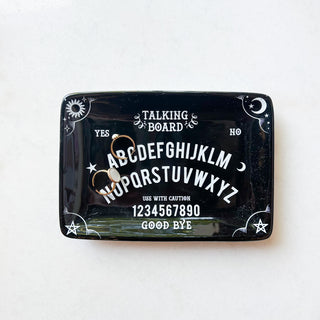 TALKING
BOARD
YES NO
ABCDEFGHIJKLM
NOPQRSTUVWXYZ
USE WITH CAUTION
1234567890
GOOD BYE